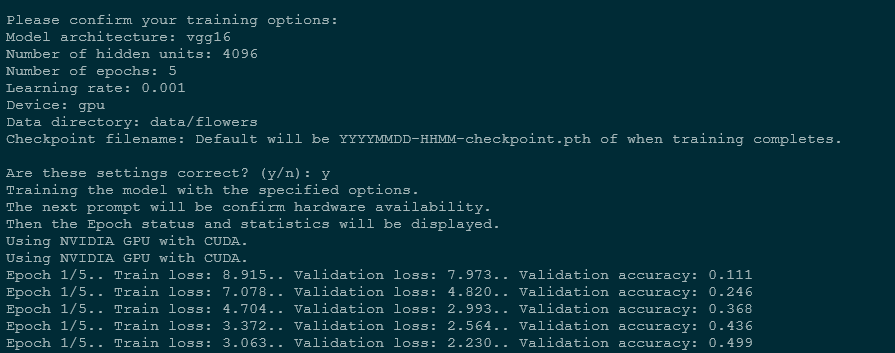 Please confirm your training options:
Model architecture: vgg16
Number of hidden units: 4096
Number of epochs: 5
Learning rate: 0.001
Device: gpu
Data directory: data/flowers
Checkpoint filename: Default will be YYYYMMDD-HHMM-checkpoint.pth of when training completes.
Are these settings correct? (y/n): y
Training the model with the specified options.
The next prompt will be confirm hardware availability.
Then the Epoch status and statistics will be displayed.
Using NVIDIA GPU with CUDA.
Using NVIDIA GPU with CUDA.
Epoch 1/5.. Train loss: 8.915.. Validation loss: 7.973.. Validation accuracy: 0.111
Epoch 1/5.. Train loss: 7.078.. Validation loss: 4.820.. Validation accuracy: 0.246
Epoch 1/5.. Train loss: 4.704.. Validation loss: 2.993.. Validation accuracy: 0.368
Epoch 1/5.. Train loss: 3.372.. Validation loss: 2.564.. Validation accuracy: 0.436
Epoch 1/5.. Train loss: 3.063.. Validation loss: 2.230.. Validation accuracy: 0.499